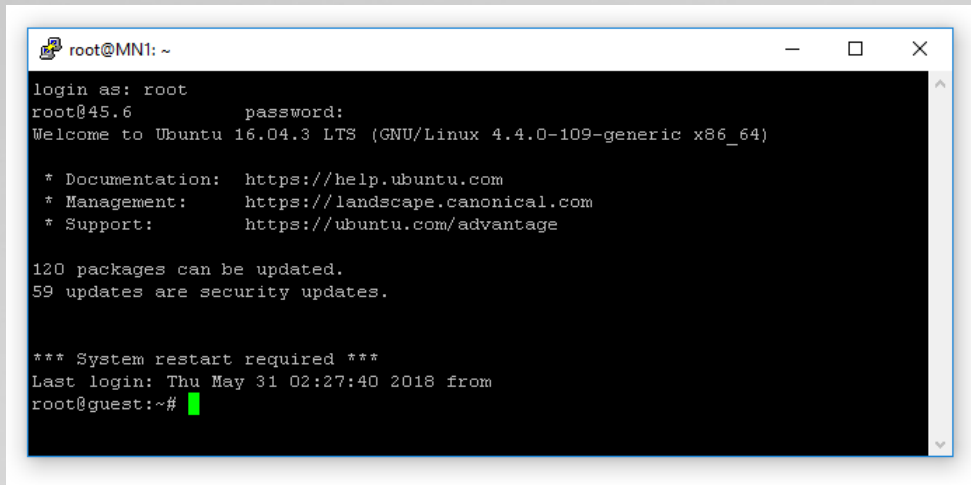 root@MN1: ~
login as: root
root@45.6 password:
Welcome to Ubuntu 16.04.3 LTS (GNU/Linux 4.4.0-109-generic x86_64)
* Documentation: https://help.ubuntu.com
* Management: https://landscape.canonical.com
* Support: https://ubuntu.com/advantage
120 packages can be updated.
59 updates are security updates.
*** System restart required ***
Last login: Thu May 31 02:27:40 2018 from
root@guest:~#